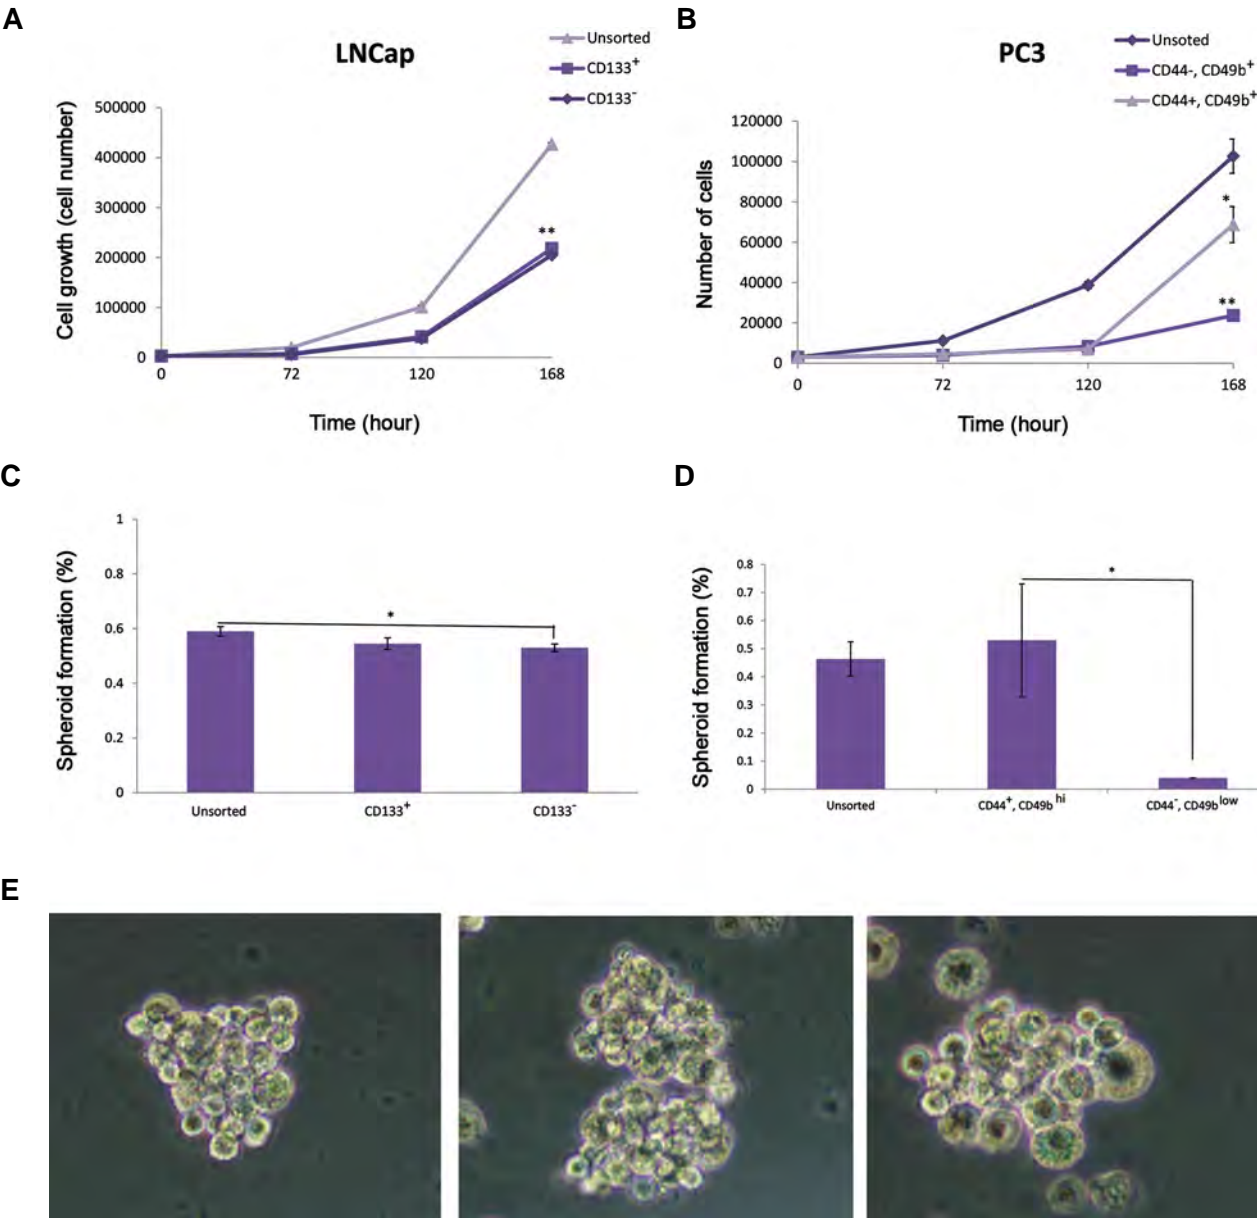 A
LNCap
Unsorted
CD133+
CD133-
Cell growth (cell number)
500000
400000
300000
200000
100000
0
**
0 72 120 168
Time (hour)
B
PC3
Unsoted
CD44-, CD49b+
CD44+, CD49b+
Number of cells
120000
100000
80000
60000
40000
20000
0
*
**
0 72 120 168
Time (hour)
C
Spheroid formation (%)
1
0.8
0.6
0.4
0.2
0
*
Unsorted CD133+ CD133-
D
Spheroid formation (%)
0.8
0.7
0.6
0.5
0.4
0.3
0.2
0.1
0
*
Unsorted CD44+, CD49b hi CD44-, CD49b low
E